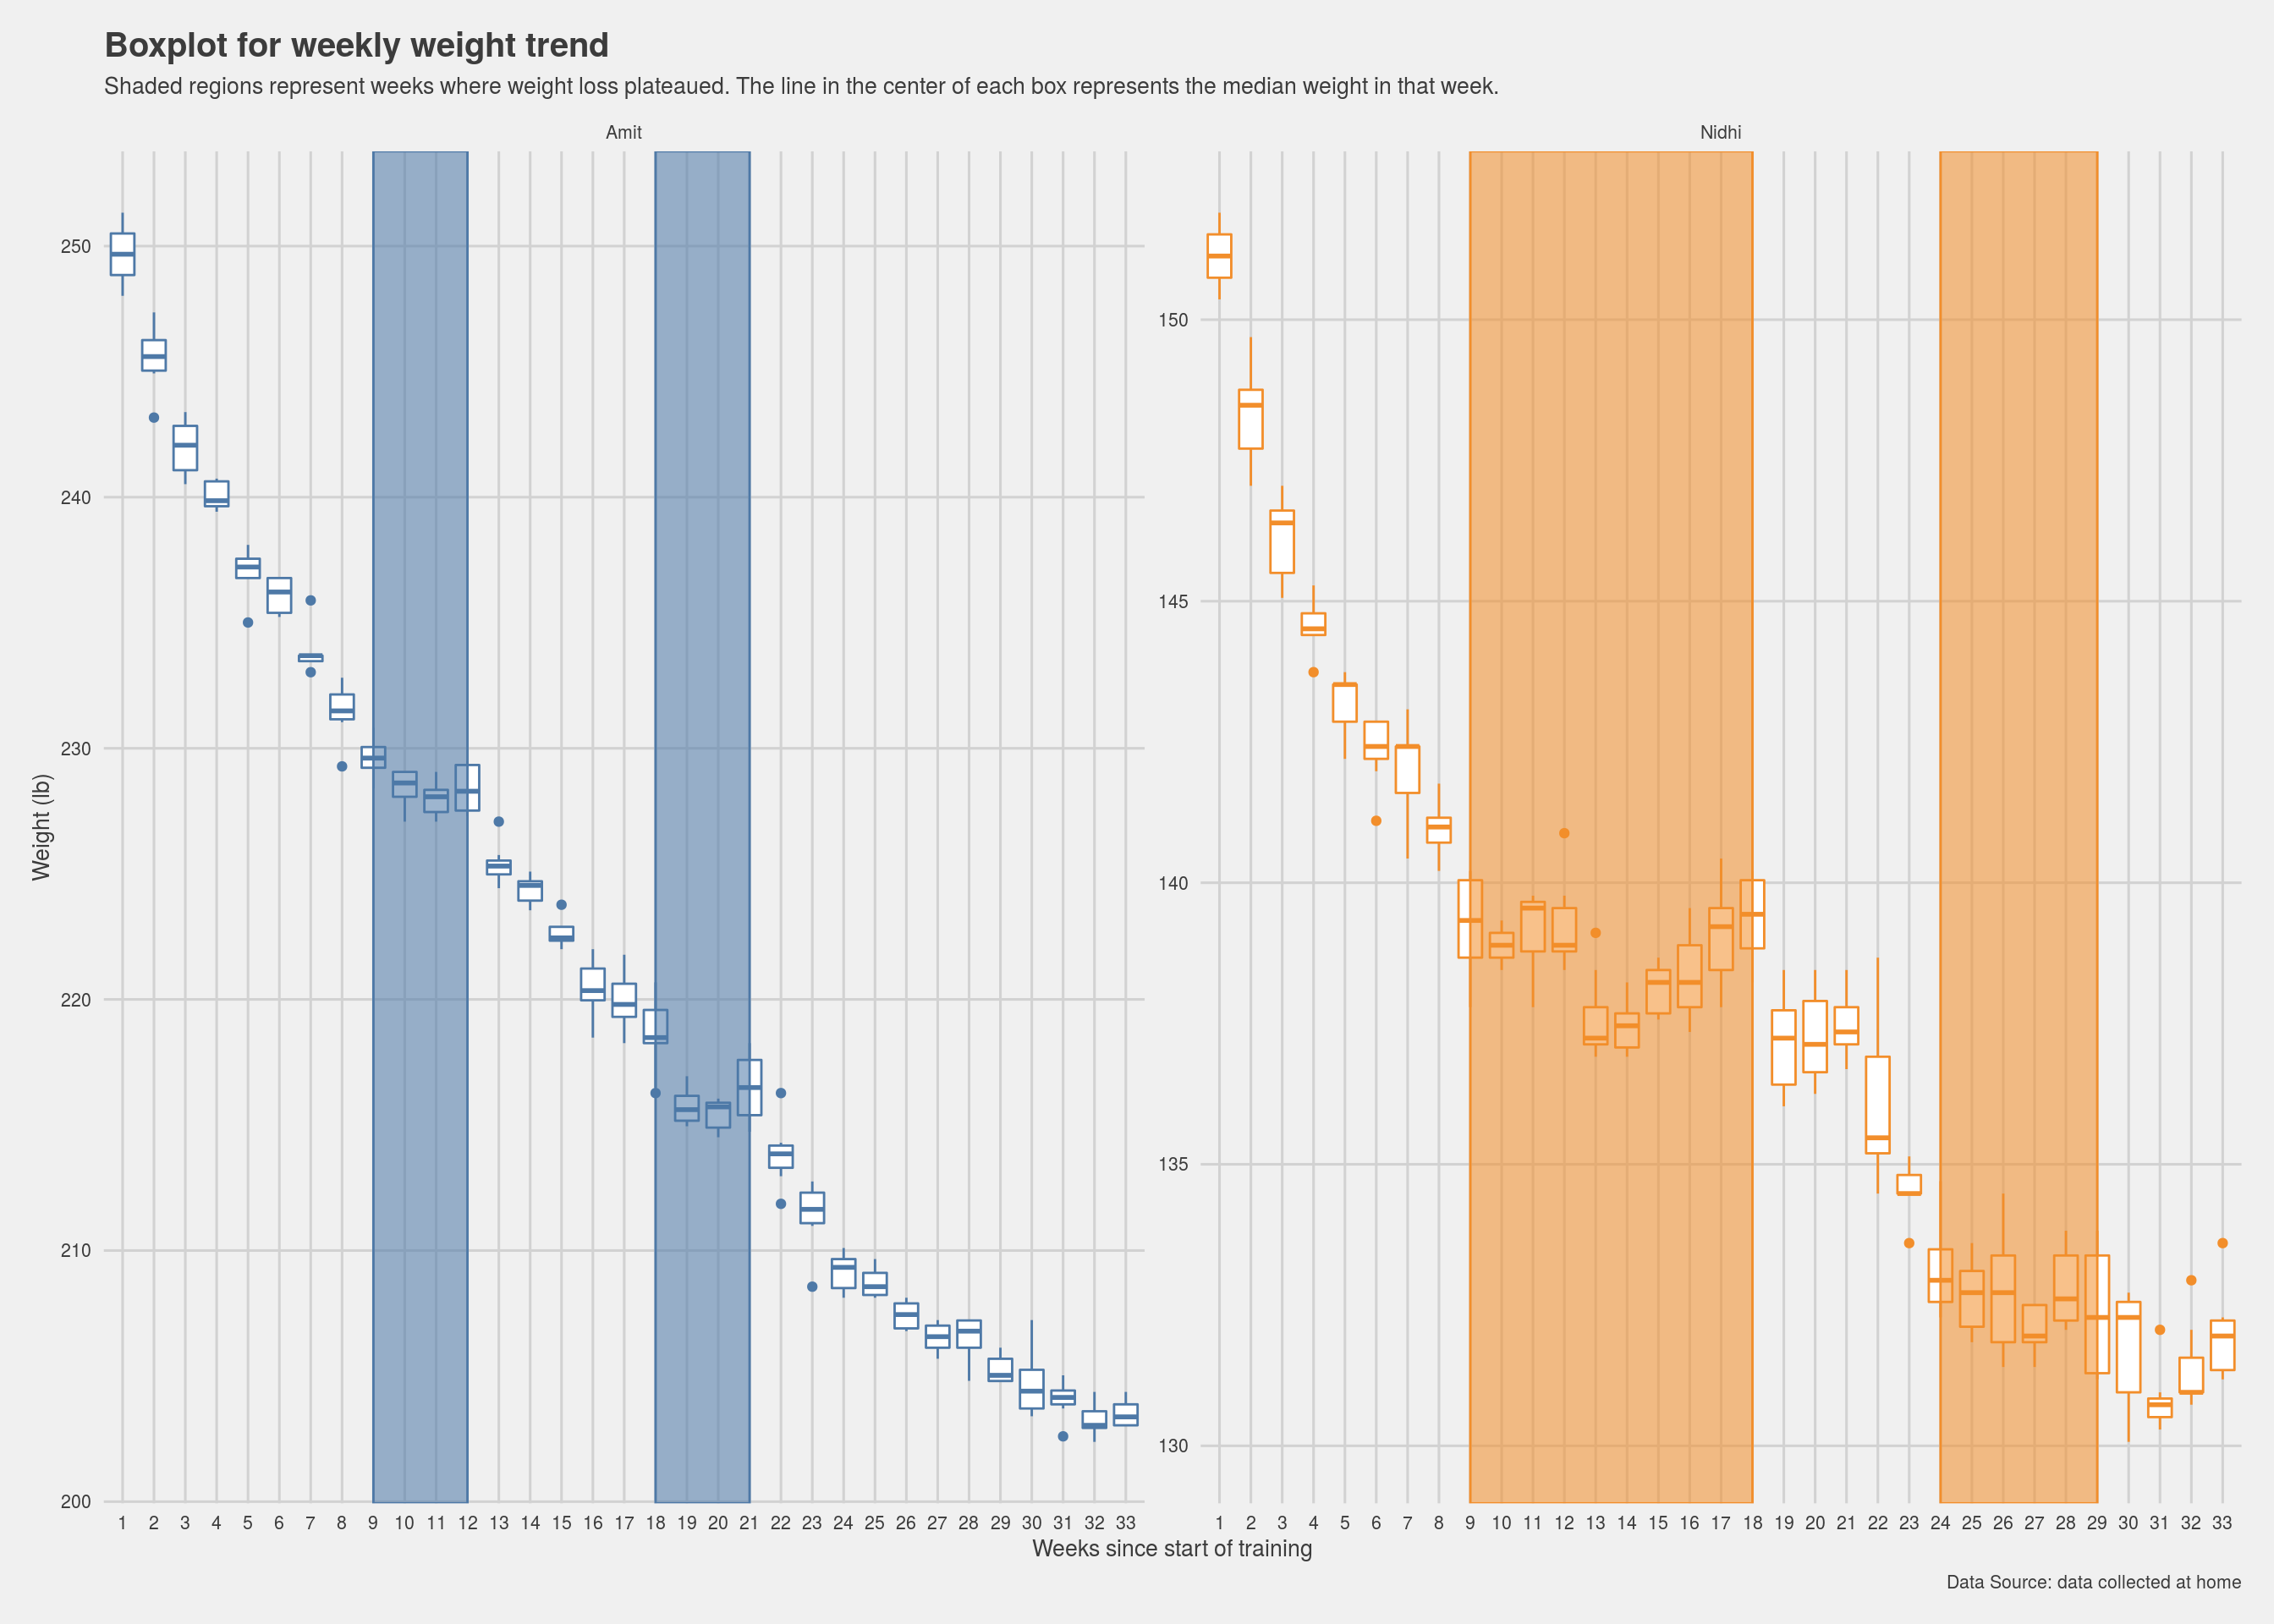 Boxplot for weekly weight trend
Shaded regions represent weeks where weight loss plateaued. The line in the center of each box represents the median weight in that week.
Amit
Nidhi
Weight (lb)
250
240
230
220
210
200
150
145
140
135
130
1 2 3 4 5 6 7 8 9 10 11 12 13 14 15 16 17 18 19 20 21 22 23 24 25 26 27 28 29 30 31 32 33
1 2 3 4 5 6 7 8 9 10 11 12 13 14 15 16 17 18 19 20 21 22 23 24 25 26 27 28 29 30 31 32 33
Weeks since start of training
Data Source: data collected at home